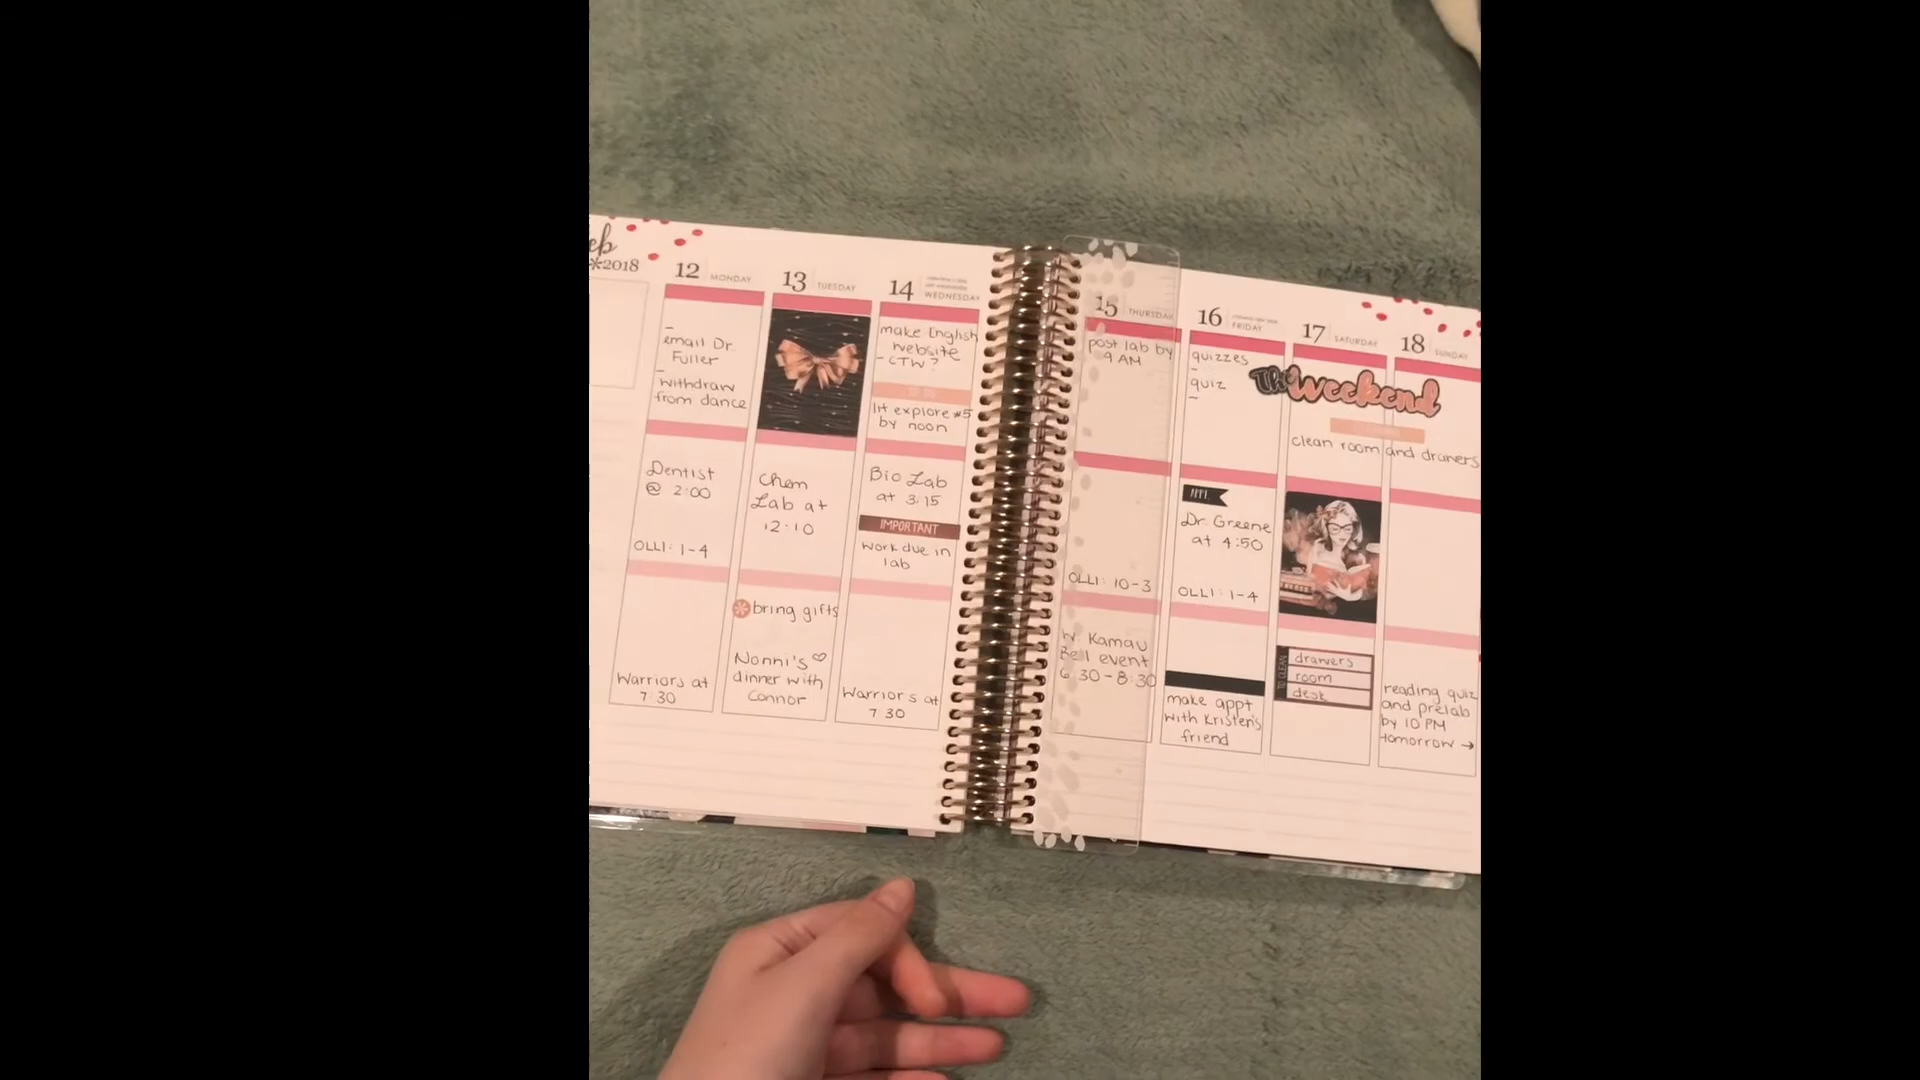 eb
*2018
12 MONDAY
email Dr.
Fuller
withdraw
from dance
Dentist
@ 2:00
OLLI: 1-4
Warriors at
7:30
13 TUESDAY
Chem
Lab at
12:10
bring gifts
Nonni's ♡
dinner with
Connor
14 WEDNESDAY
make English
website
- CTW?
lit explore #5
by noon
Bio Lab
at 3:15
IMPORTANT
work due in
lab
Warriors at
7:30
15 THURSDAY
post lab by
9 AM
OLLI: 10-3
W. Kamau
Bell event
6:30-8:30
16 FRIDAY
quizzes
quiz
APPT.
Dr. Greene
at 4:50
OLLI: 1-4
make appt
with Kristen's
friend
17 SATURDAY
18 SUNDAY
The Weekend
clean room and drawers
TO CLEAN
drawers
room
desk
reading quiz
and prelab
by 10 PM
tomorrow →